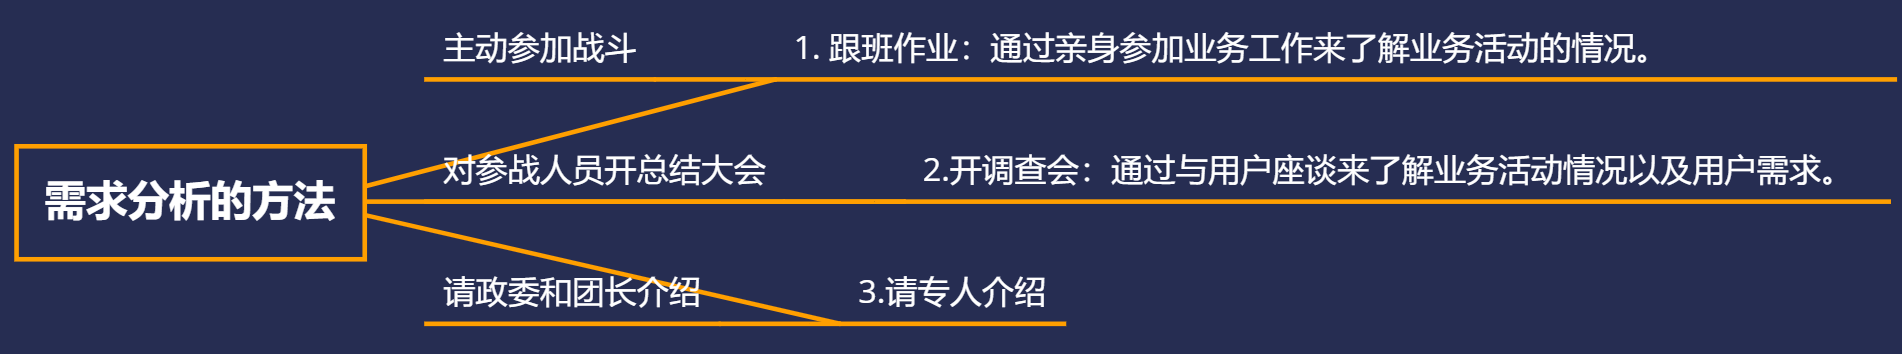 主动参加战斗 1. 跟班作业：通过亲身参加业务工作来了解业务活动的情况。
对参战人员开总结大会 2.开调查会：通过与用户座谈来了解业务活动情况以及用户需求。
需求分析的方法
请政委和团长介绍 3.请专人介绍